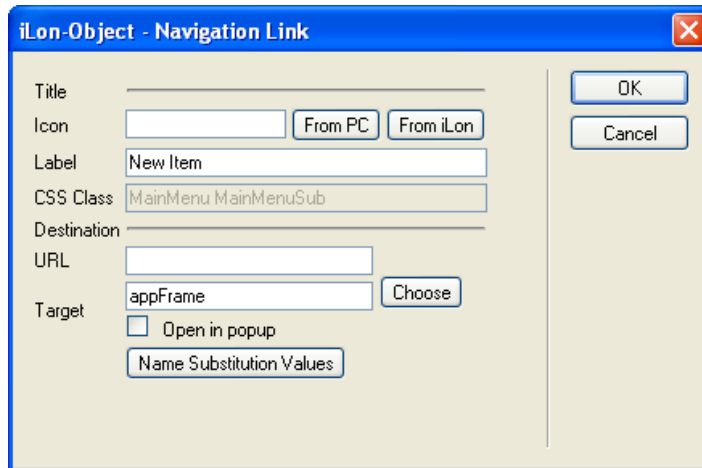 iLon-Object - Navigation Link
Title
OK
Icon From PC From iLon
Cancel
Label New Item
CSS Class MainMenu MainMenuSub
Destination
URL
Target appFrame Choose
Open in popup
Name Substitution Values